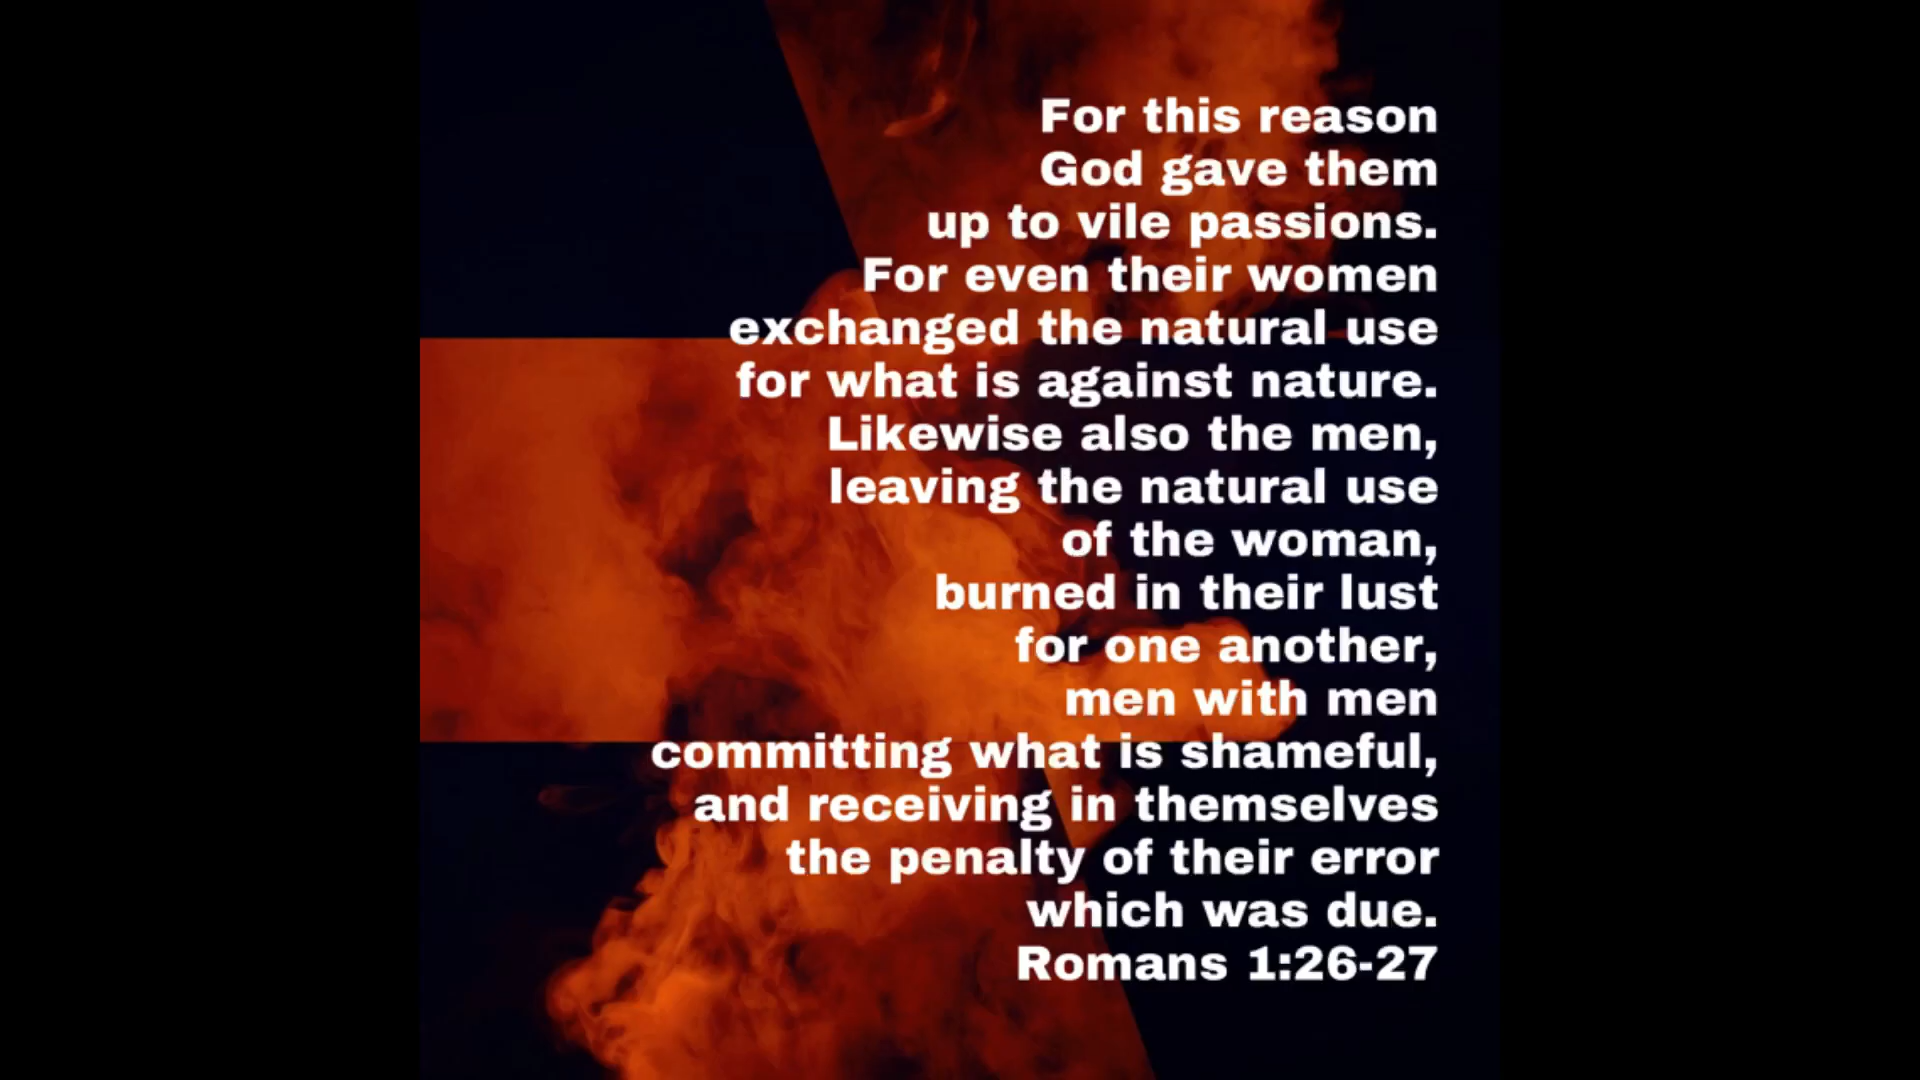 For this reason
God gave them
up to vile passions.
For even their women
exchanged the natural use
for what is against nature.
Likewise also the men,
leaving the natural use
of the woman,
burned in their lust
for one another,
men with men
committing what is shameful,
and receiving in themselves
the penalty of their error
which was due.
Romans 1:26-27